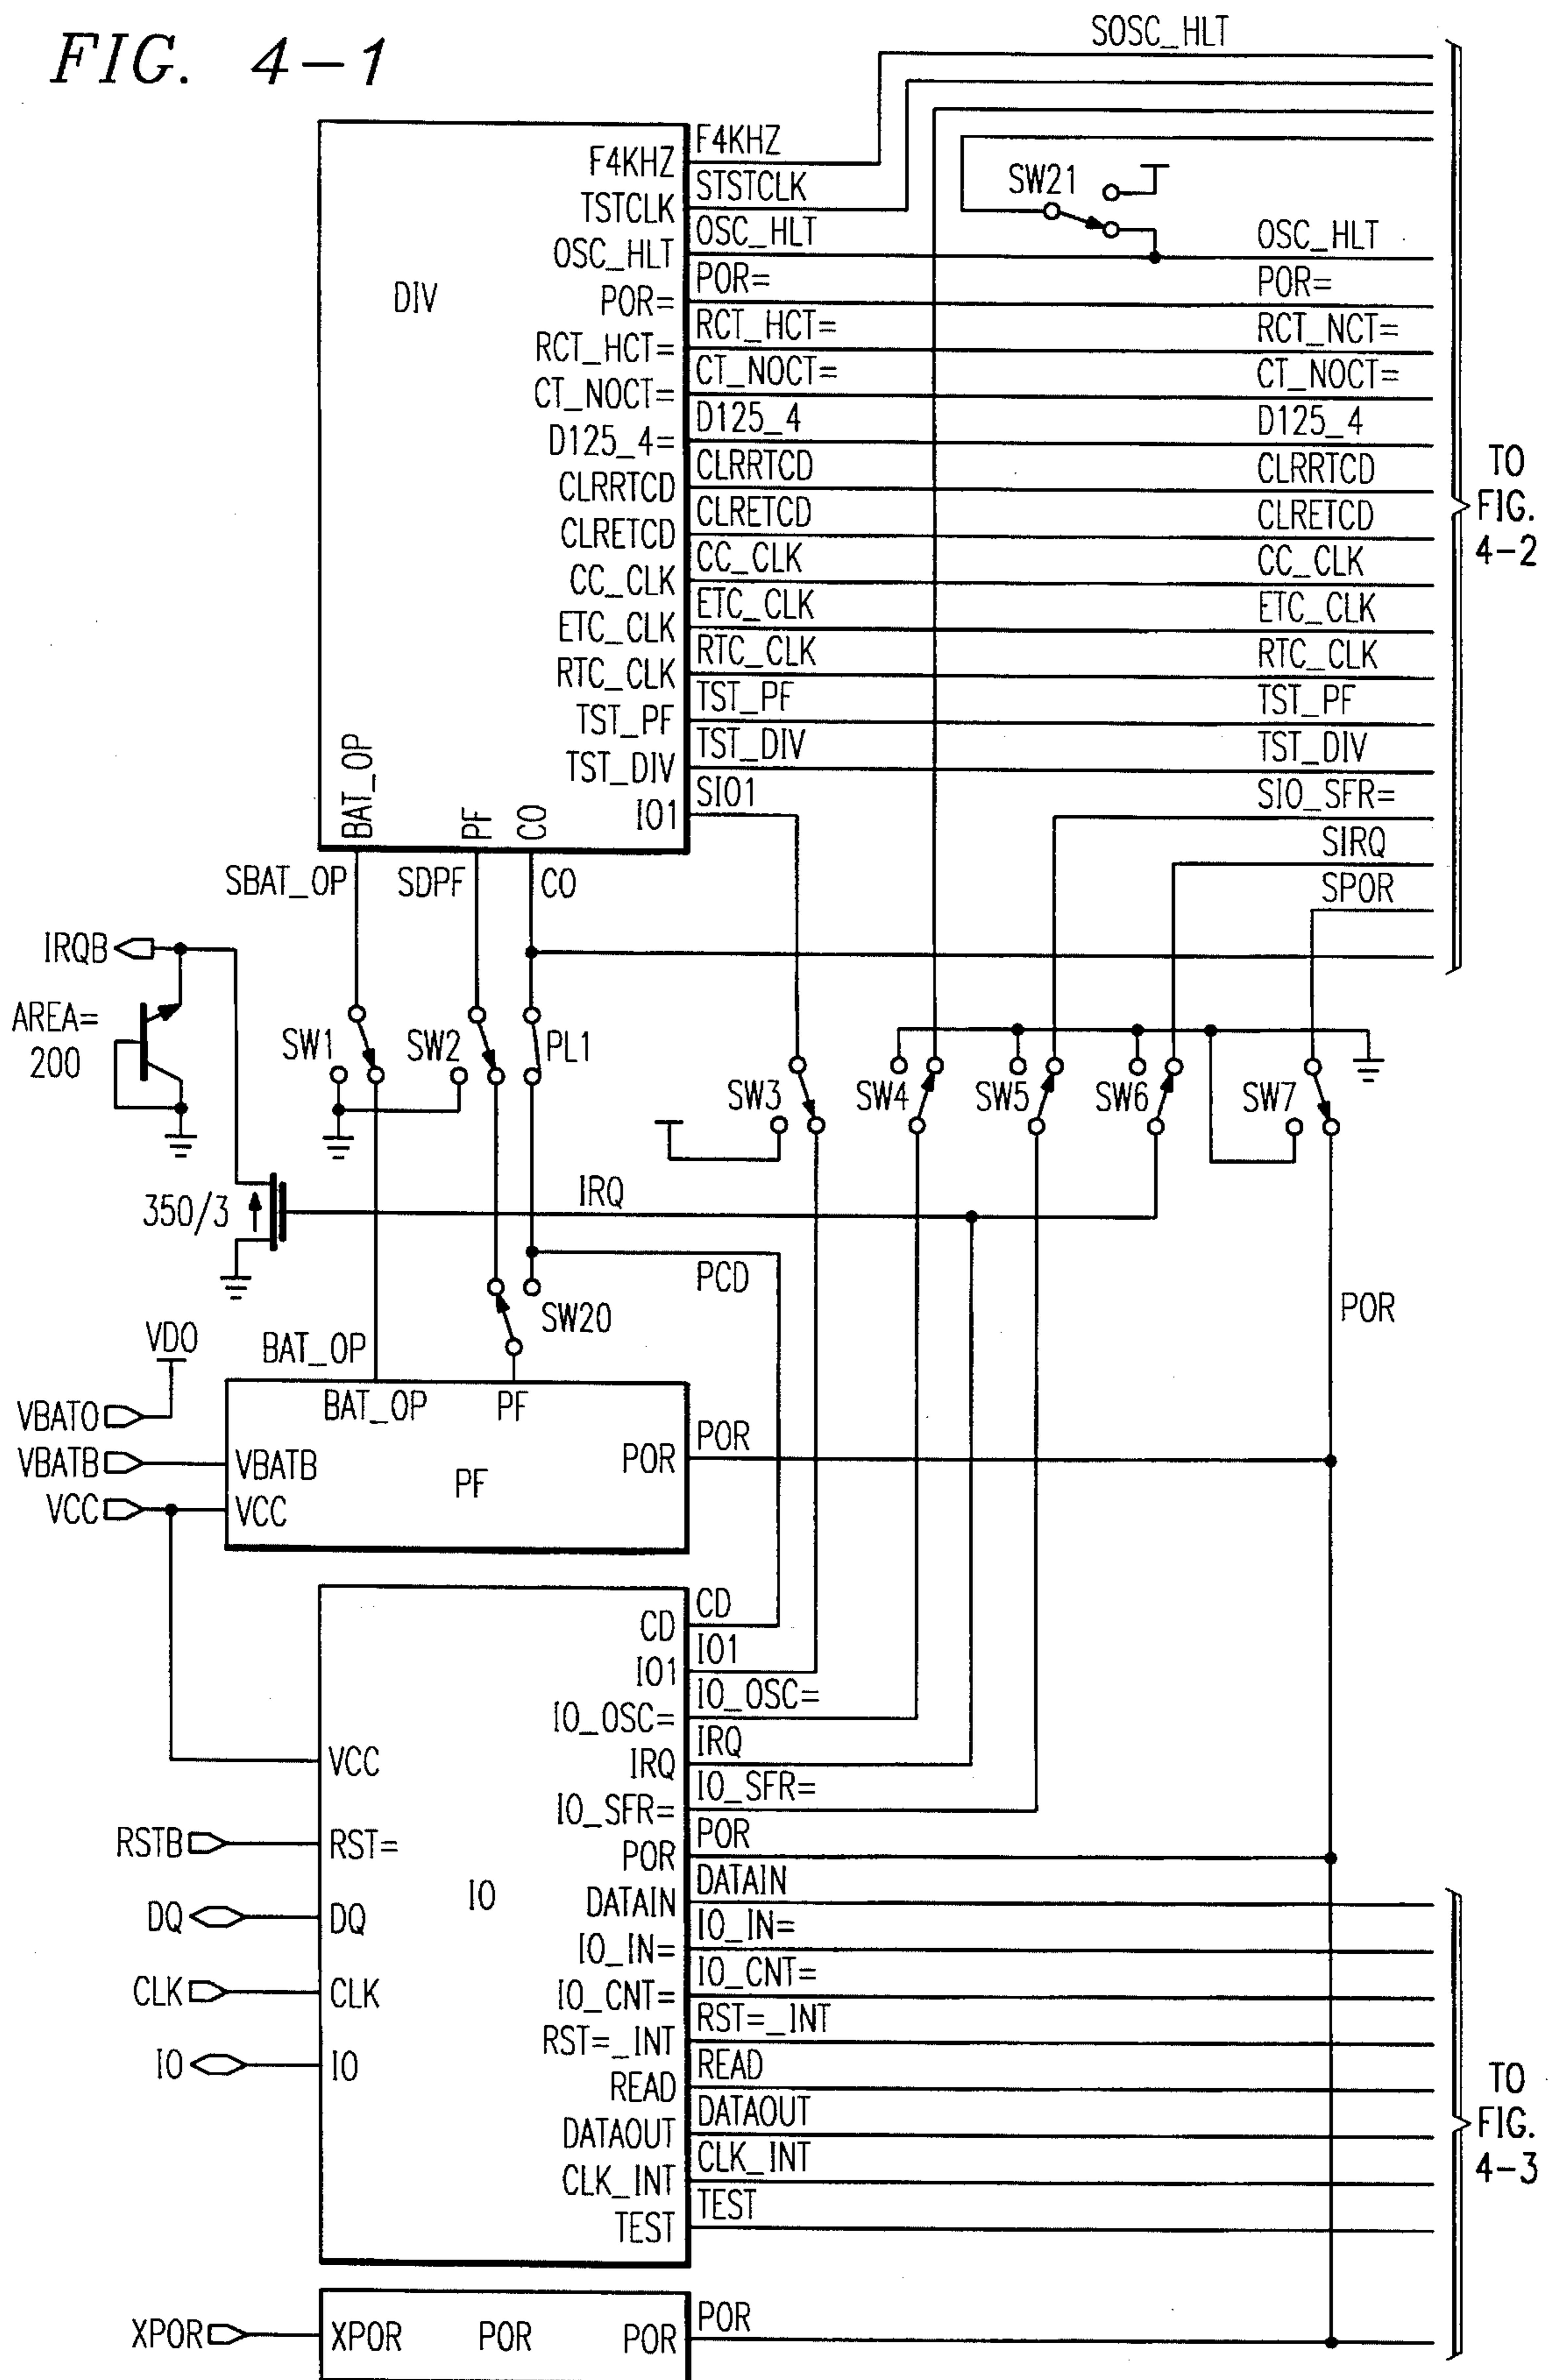 FIG. 4-1
SOSC_HLT
F4KHZ
F4KHZ
STSTCLK
TSTCLK
SW21
OSC_HLT
OSC_HLT
OSC_HLT
DIV
POR=
POR=
POR=
RCT_HCT=
RCT_HCT=
RCT_NCT=
CT_NOCT=
CT_NOCT=
CT_NOCT=
D125_4=
D125_4
D125_4
CLRRTCD
CLRRTCD
CLRRTCD
TO
FIG.
4-2
CLRETCD
CLRETCD
CLRETCD
CC_CLK
CC_CLK
CC_CLK
ETC_CLK
ETC_CLK
ETC_CLK
RTC_CLK
RTC_CLK
RTC_CLK
TST_PF
TST_PF
TST_PF
TST_DIV
TST_DIV
TST_DIV
IO1
SIO1
SIO_SFR=
BAT_OP
PF
CO
SIRQ
SBAT_OP
SDPF
CO
SPOR
IRQB
AREA=
200
SW1
SW2
PL1
SW3
SW4
SW5
SW6
SW7
350/3
IRQ
PCD
SW20
POR
VDO
BAT_OP
VBATO
BAT_OP
PF
VBATB
VBATB
PF
POR
POR
VCC
VCC
CD
CD
IO1
IO1
IO_OSC=
IO_OSC=
VCC
IRQ
IRQ
IO_SFR=
IO_SFR=
RSTB
RST=
POR
POR
IO
DATAIN
DATAIN
DQ
DQ
IO_IN=
IO_IN=
CLK
CLK
IO_CNT=
IO_CNT=
RST=_INT
RST=_INT
IO
IO
READ
READ
TO
FIG.
4-3
DATAOUT
DATAOUT
CLK_INT
CLK_INT
TEST
TEST
XPOR
XPOR
POR
POR
POR